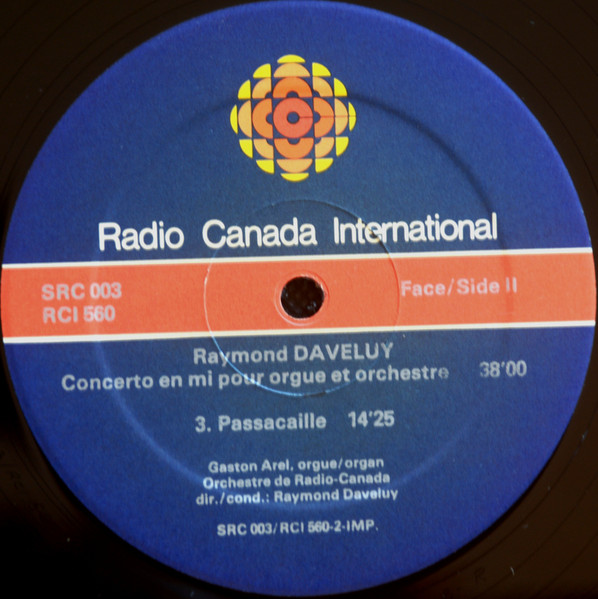 Radio Canada International
SRC 003
RCI 560
Face/Side II
Raymond DAVELUY
Concerto en mi pour orgue et orchestre 38'00
3. Passacaille 14'25
Gaston Arel, orgue/organ
Orchestre de Radio-Canada
dir./cond.: Raymond Daveluy
SRC 003/RCI 560-2-IMP.